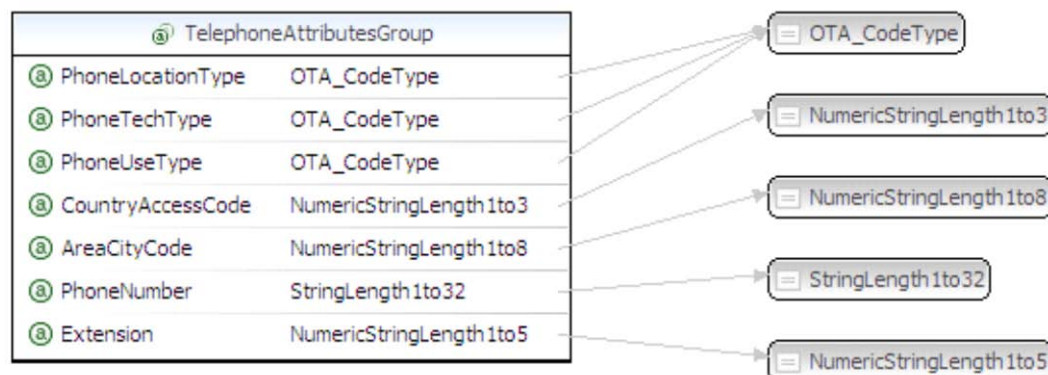 TelephoneAttributesGroup
PhoneLocationType OTA_CodeType
PhoneTechType OTA_CodeType
PhoneUseType OTA_CodeType
CountryAccessCode NumericStringLength1to3
AreaCityCode NumericStringLength1to8
PhoneNumber StringLength1to32
Extension NumericStringLength1to5
OTA_CodeType
NumericStringLength1to3
NumericStringLength1to8
StringLength1to32
NumericStringLength1to5